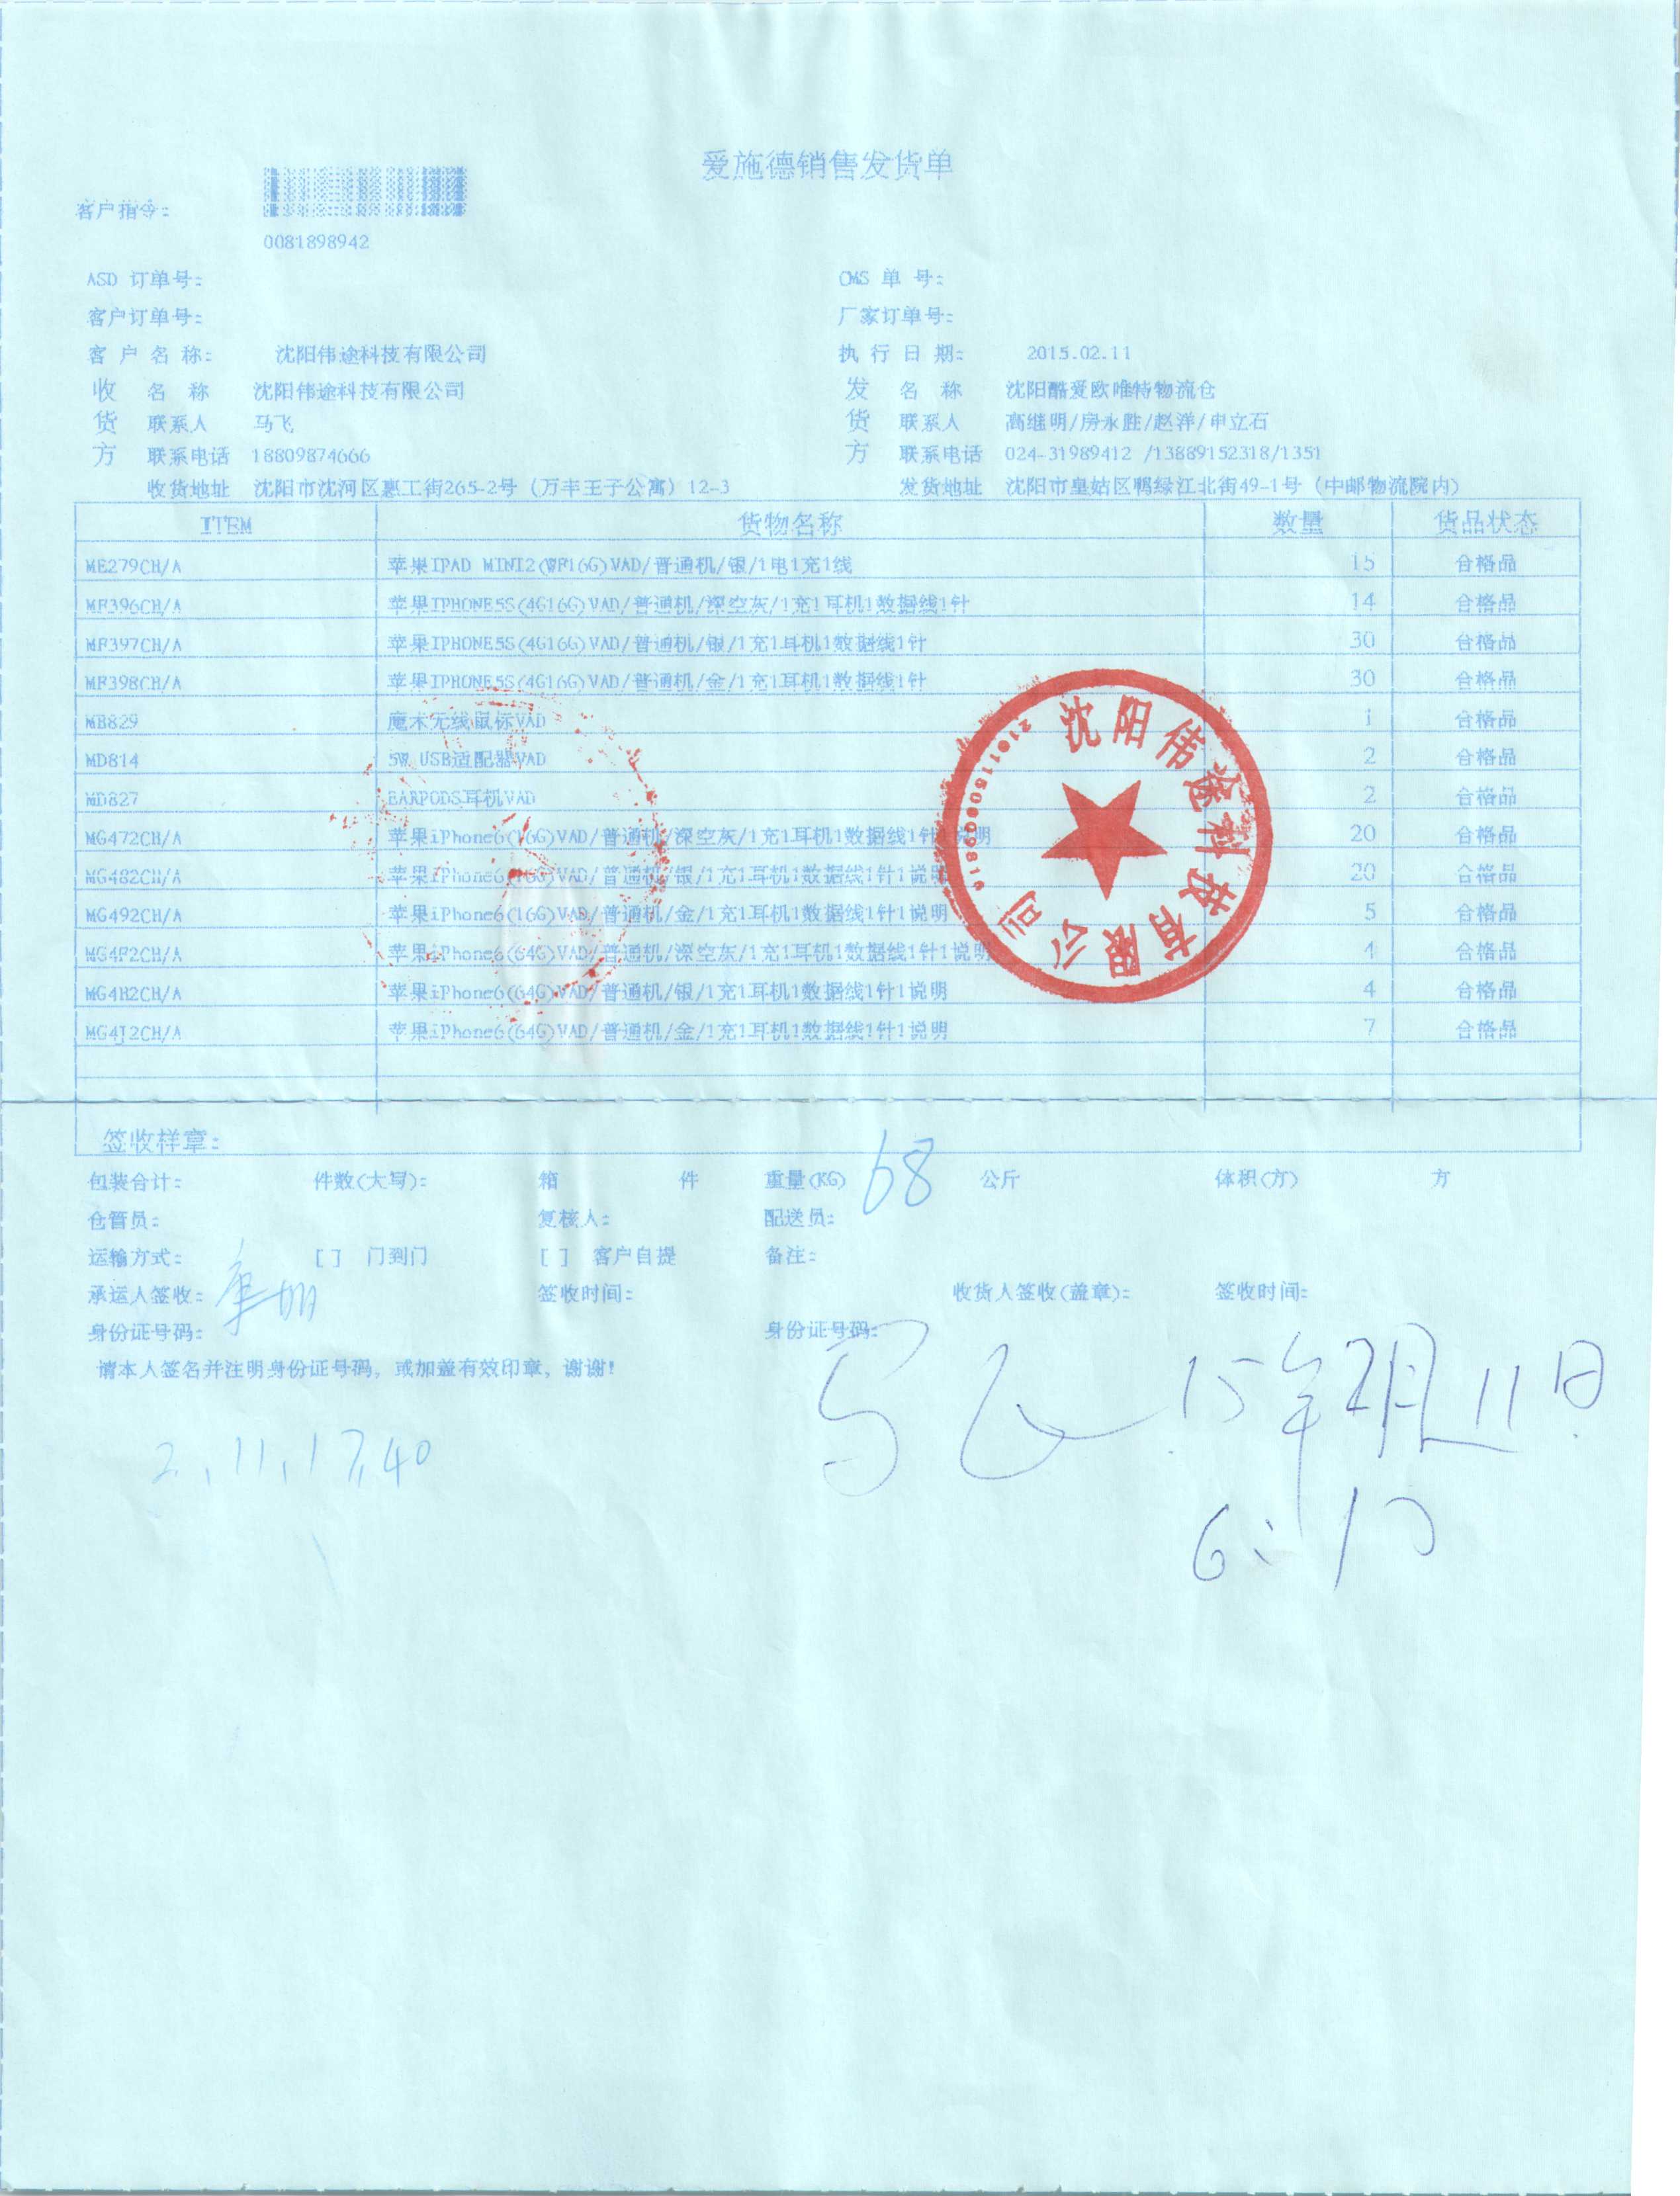 爱施德销售发货单
客户指令:
0081898942
ASD 订单号: OMS 单 号:
客户订单号: 厂家订单号:
客 户 名 称: 沈阳伟途科技有限公司 执 行 日 期: 2015.02.11
收 名 称 沈阳伟途科技有限公司 发 名 称 沈阳酷爱欧唯特物流仓
货 联系人 马飞 货 联系人 高继明/房永胜/赵洋/申立石
方 联系电话 18809874666 方 联系电话 024-31989412 /13889152318/1351
收货地址 沈阳市沈河区惠工街265-2号（万丰王子公寓）12-3 发货地址 沈阳市皇姑区鸭绿江北街49-1号（中邮物流院内）
ITEM 货物名称 数量 货品状态
ME279CH/A 苹果IPAD MINI2(WF16G)VAD/普通机/银/1电1充1线 15 合格品
MF396CH/A 苹果IPHONE5S(4G16G)VAD/普通机/深空灰/1充1耳机1数据线1针 14 合格品
MF397CH/A 苹果IPHONE5S(4G16G)VAD/普通机/银/1充1耳机1数据线1针 30 合格品
MF398CH/A 苹果IPHONE5S(4G16G)VAD/普通机/金/1充1耳机1数据线1针 30 合格品
MB829 魔术无线鼠标VAD 1 合格品
MD814 5W USB适配器VAD 2 合格品
MD827 EARPODS耳机VAD 2 合格品
MG472CH/A 苹果iPhone6(16G)VAD/普通机/深空灰/1充1耳机1数据线1针1说明 20 合格品
MG482CH/A 苹果iPhone6(16G)VAD/普通机/银/1充1耳机1数据线1针1说明 20 合格品
MG492CH/A 苹果iPhone6(16G)VAD/普通机/金/1充1耳机1数据线1针1说明 5 合格品
MG4F2CH/A 苹果iPhone6(64G)VAD/普通机/深空灰/1充1耳机1数据线1针1说明 4 合格品
MG4H2CH/A 苹果iPhone6(64G)VAD/普通机/银/1充1耳机1数据线1针1说明 4 合格品
MG4J2CH/A 苹果iPhone6(64G)VAD/普通机/金/1充1耳机1数据线1针1说明 7 合格品
沈阳伟途科技有限公司
签收样章:
包装合计: 件数(大写): 箱 件 重量(KG) 68 公斤 体积(方) 方
仓管员: 复核人: 配送员:
运输方式: [ ] 门到门 [ ] 客户自提 备注:
承运人签收: 签收时间: 收货人签收(盖章): 签收时间:
身份证号码: 身份证号码:
请本人签名并注明身份证号码，或加盖有效印章，谢谢!
马飞 15年2月11日
2.11.17.40
6:10